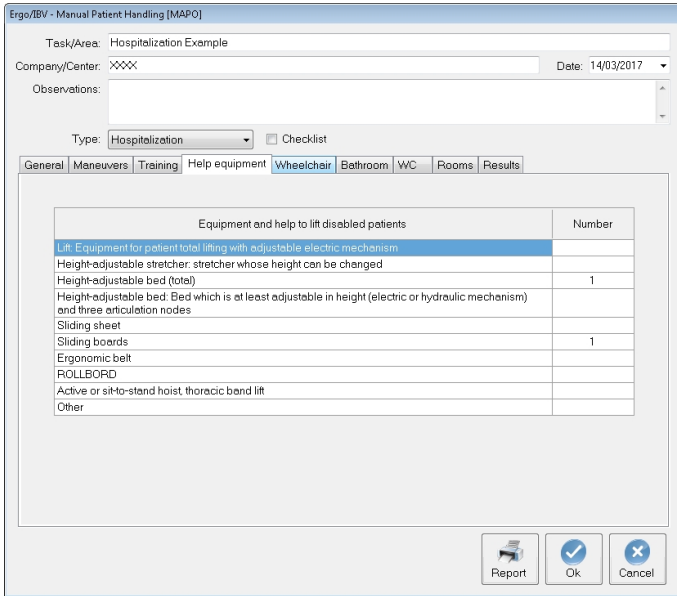 Ergo/IBV - Manual Patient Handling [MAPO]
Task/Area: Hospitalization Example
Company/Center: XXXX Date: 14/03/2017
Observations:
Type: Hospitalization Checklist
General Maneuvers Training Help equipment Wheelchair Bathroom WC Rooms Results
Equipment and help to lift disabled patients Number
Lift: Equipment for patient total lifting with adjustable electric mechanism
Height-adjustable stretcher: stretcher whose height can be changed
Height-adjustable bed (total) 1
Height-adjustable bed: Bed which is at least adjustable in height (electric or hydraulic mechanism)
and three articulation nodes
Sliding sheet
Sliding boards 1
Ergonomic belt
ROLLBORD
Active or sit-to-stand hoist, thoracic band lift
Other
Report Ok Cancel